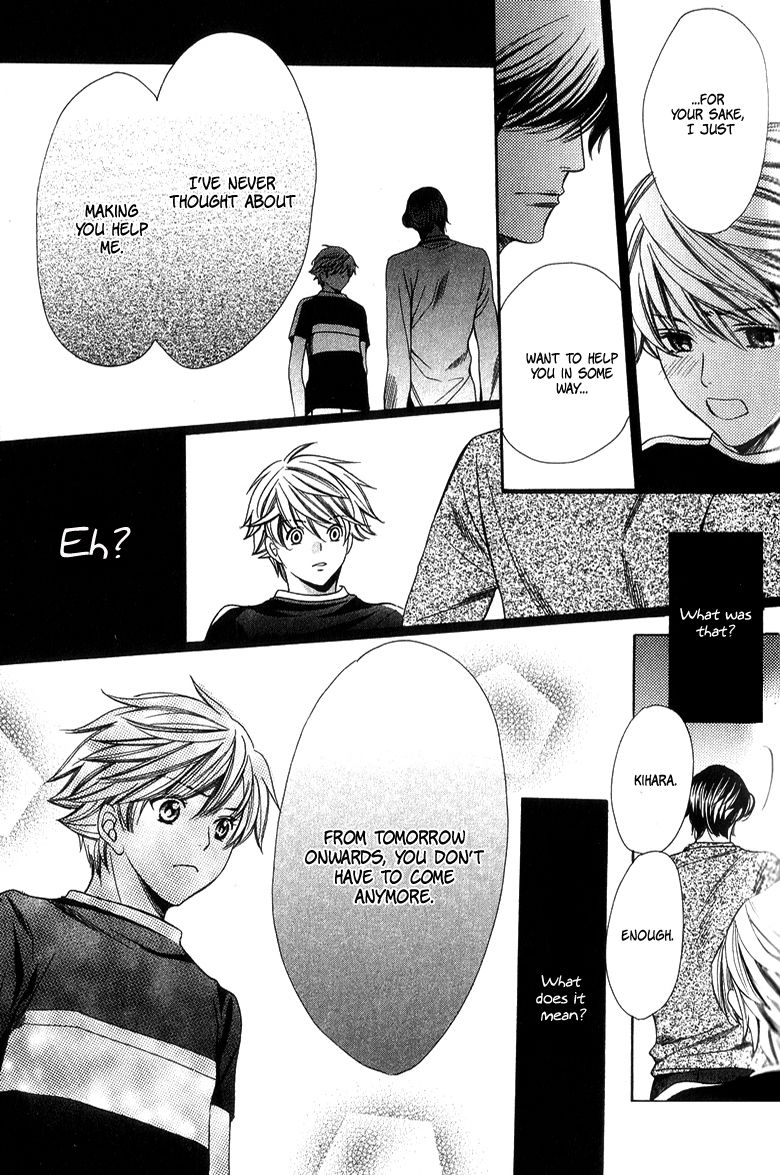 ...FOR
YOUR SAKE,
I JUST
WANT TO HELP
YOU IN SOME
WAY...
I'VE NEVER
THOUGHT ABOUT
MAKING
YOU HELP
ME.
Eh?
What was
that?
KIHARA.
ENOUGH.
What
does it
mean?
FROM TOMORROW
ONWARDS, YOU DON'T
HAVE TO COME
ANYMORE.